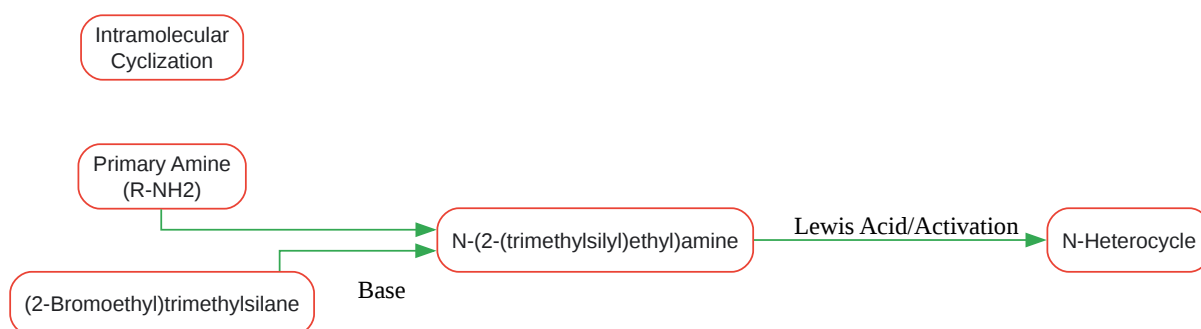 Intramolecular
Cyclization
Primary Amine
(R-NH2)
N-(2-(trimethylsilyl)ethyl)amine
Lewis Acid/Activation
N-Heterocycle
(2-Bromoethyl)trimethylsilane
Base